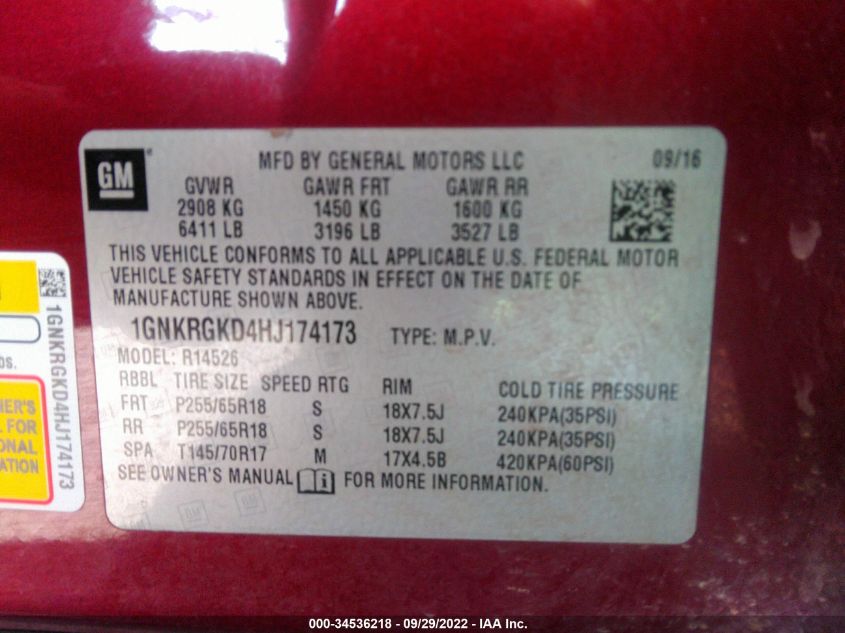 GM
MFD BY GENERAL MOTORS LLC 09/16
GVWR GAWR FRT GAWR RR
2908 KG 1450 KG 1600 KG
6411 LB 3196 LB 3527 LB
THIS VEHICLE CONFORMS TO ALL APPLICABLE U.S. FEDERAL MOTOR
VEHICLE SAFETY STANDARDS IN EFFECT ON THE DATE OF
MANUFACTURE SHOWN ABOVE.
1GNKRGKD4HJ174173 TYPE: M.P.V.
MODEL: R14526
RBBL TIRE SIZE SPEED RTG RIM COLD TIRE PRESSURE
FRT P255/65R18 S 18X7.5J 240KPA(35PSI)
RR P255/65R18 S 18X7.5J 240KPA(35PSI)
SPA T145/70R17 M 17X4.5B 420KPA(60PSI)
SEE OWNER'S MANUAL i FOR MORE INFORMATION.
1GNKRGKD4HJ174173
GM
GM
000-34536218 - 09/29/2022 - IAA Inc.